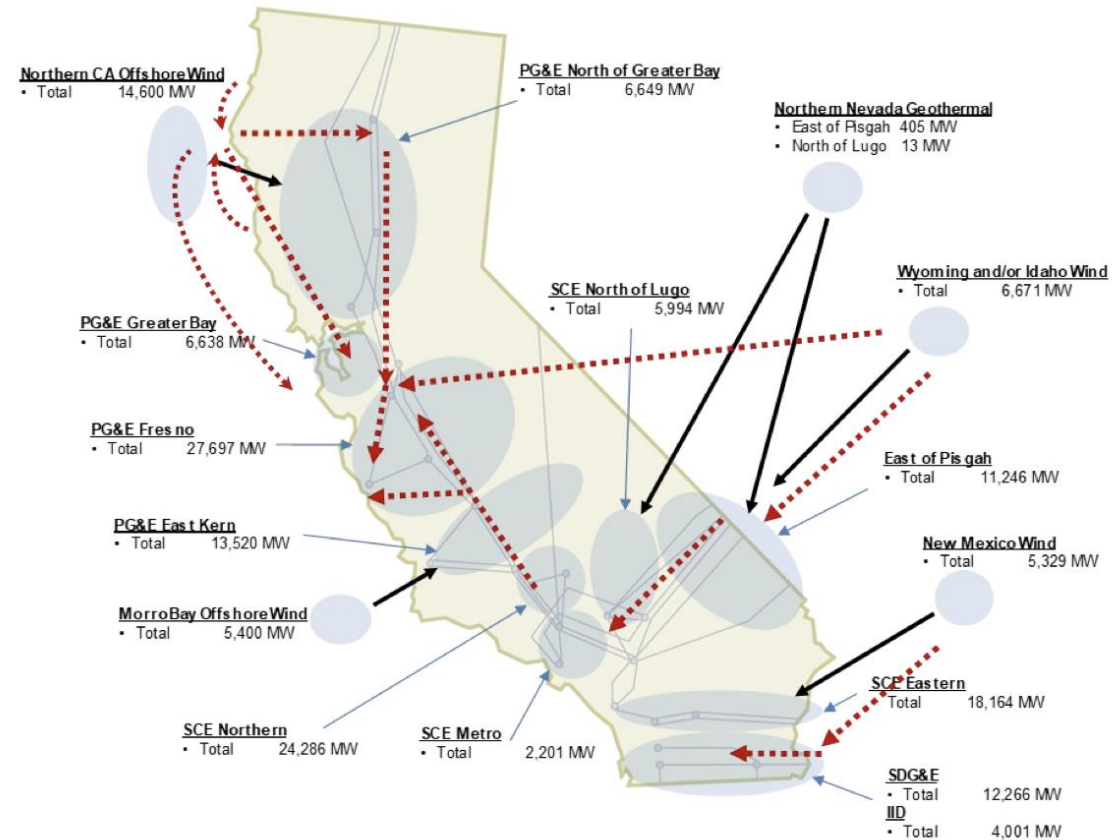 Northern CA Offshore Wind
• Total 14,600 MW
PG&E North of Greater Bay
• Total 6,649 MW
Northern Nevada Geothermal
• East of Pisgah 405 MW
• North of Lugo 13 MW
Wyoming and/or Idaho Wind
• Total 6,671 MW
SCE North of Lugo
• Total 5,994 MW
PG&E Greater Bay
• Total 6,638 MW
PG&E Fresno
• Total 27,697 MW
East of Pisgah
• Total 11,246 MW
PG&E East Kern
• Total 13,520 MW
New Mexico Wind
• Total 5,329 MW
Morro Bay Offshore Wind
• Total 5,400 MW
SCE Eastern
Total 18,164 MW
SCE Northern
• Total 24,286 MW
SCE Metro
• Total 2,201 MW
SDG&E
• Total 12,266 MW
IID
• Total 4,001 MW